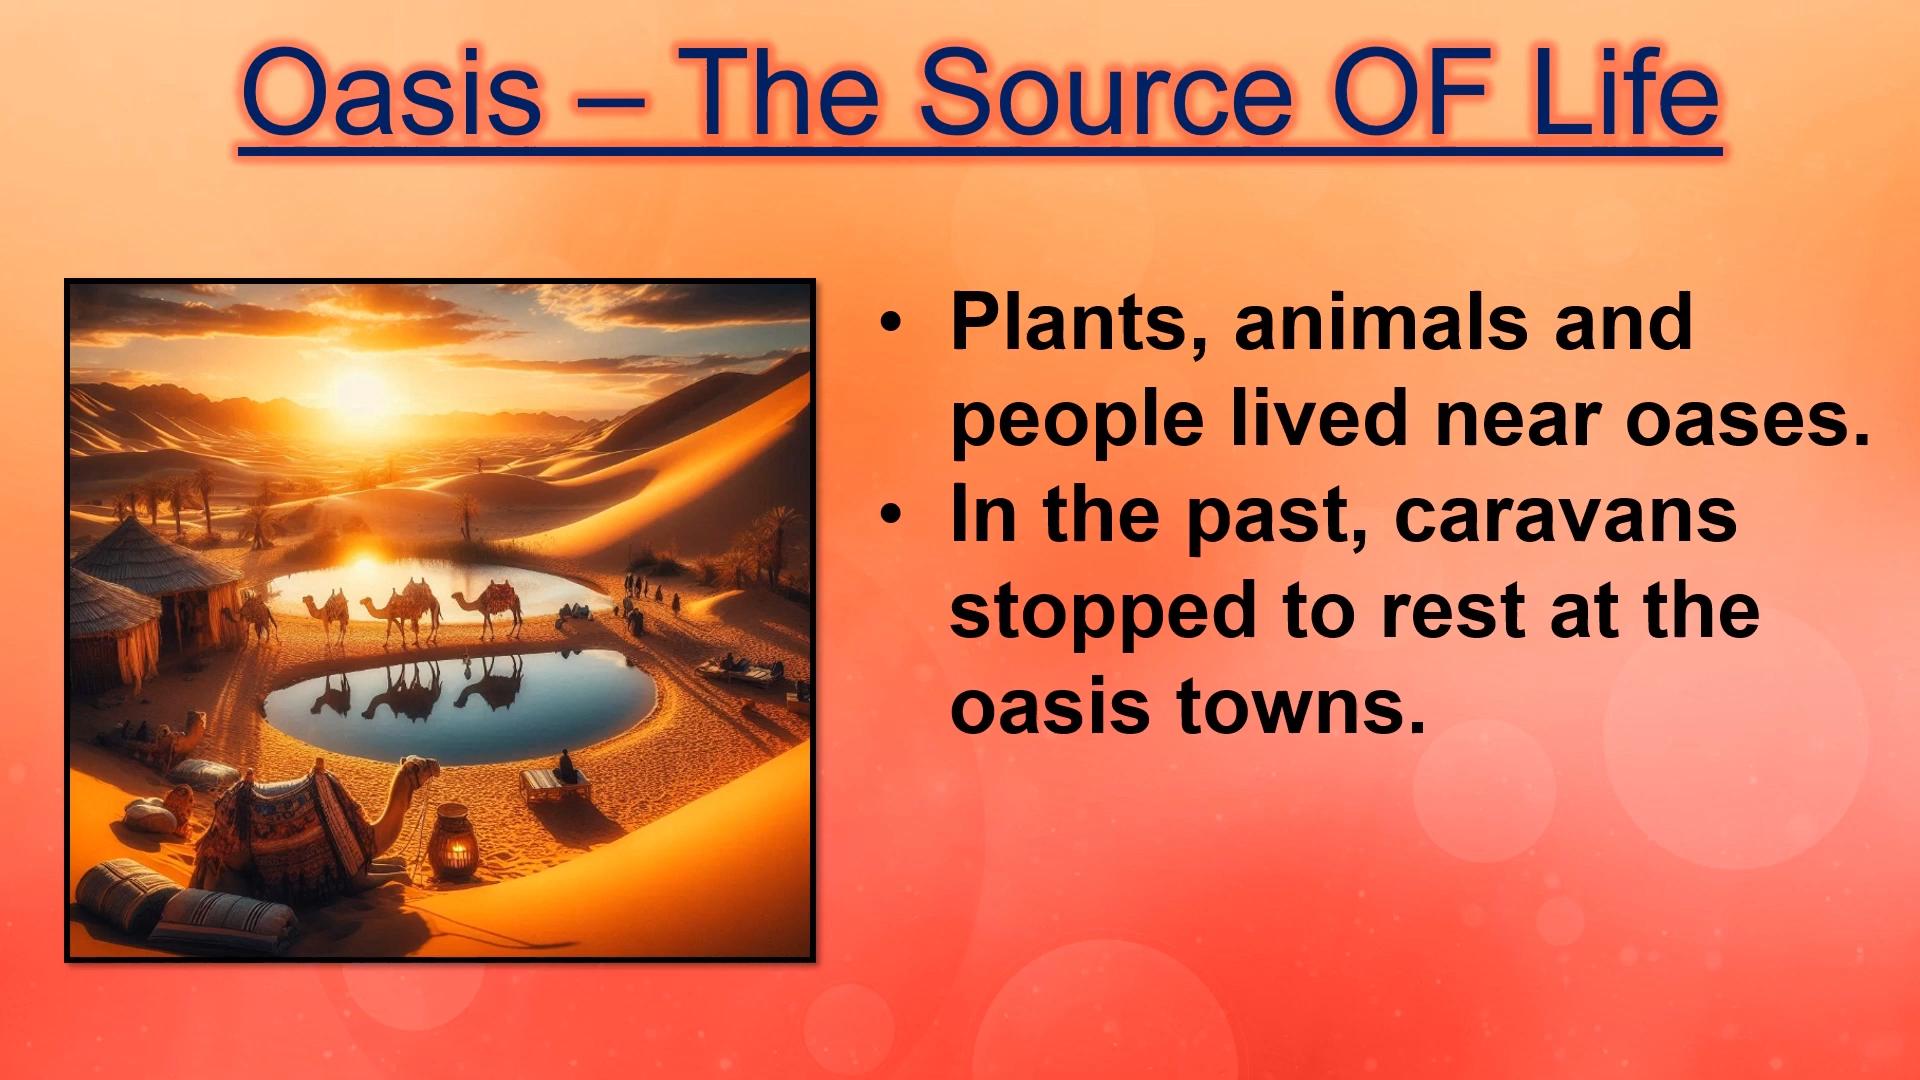 Oasis – The Source OF Life
• Plants, animals and
people lived near oases.
• In the past, caravans
stopped to rest at the
oasis towns.